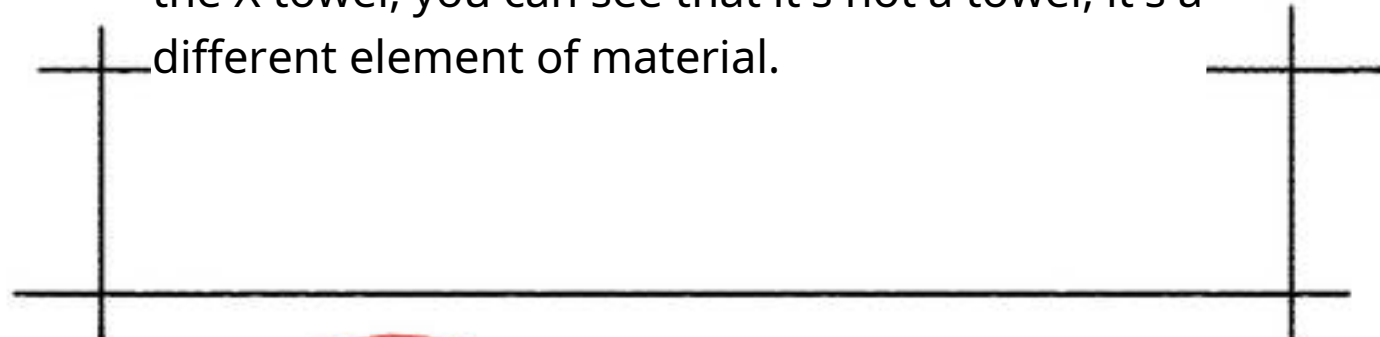 the X tower, you can see that it's not a tower, it's a
different element of material.